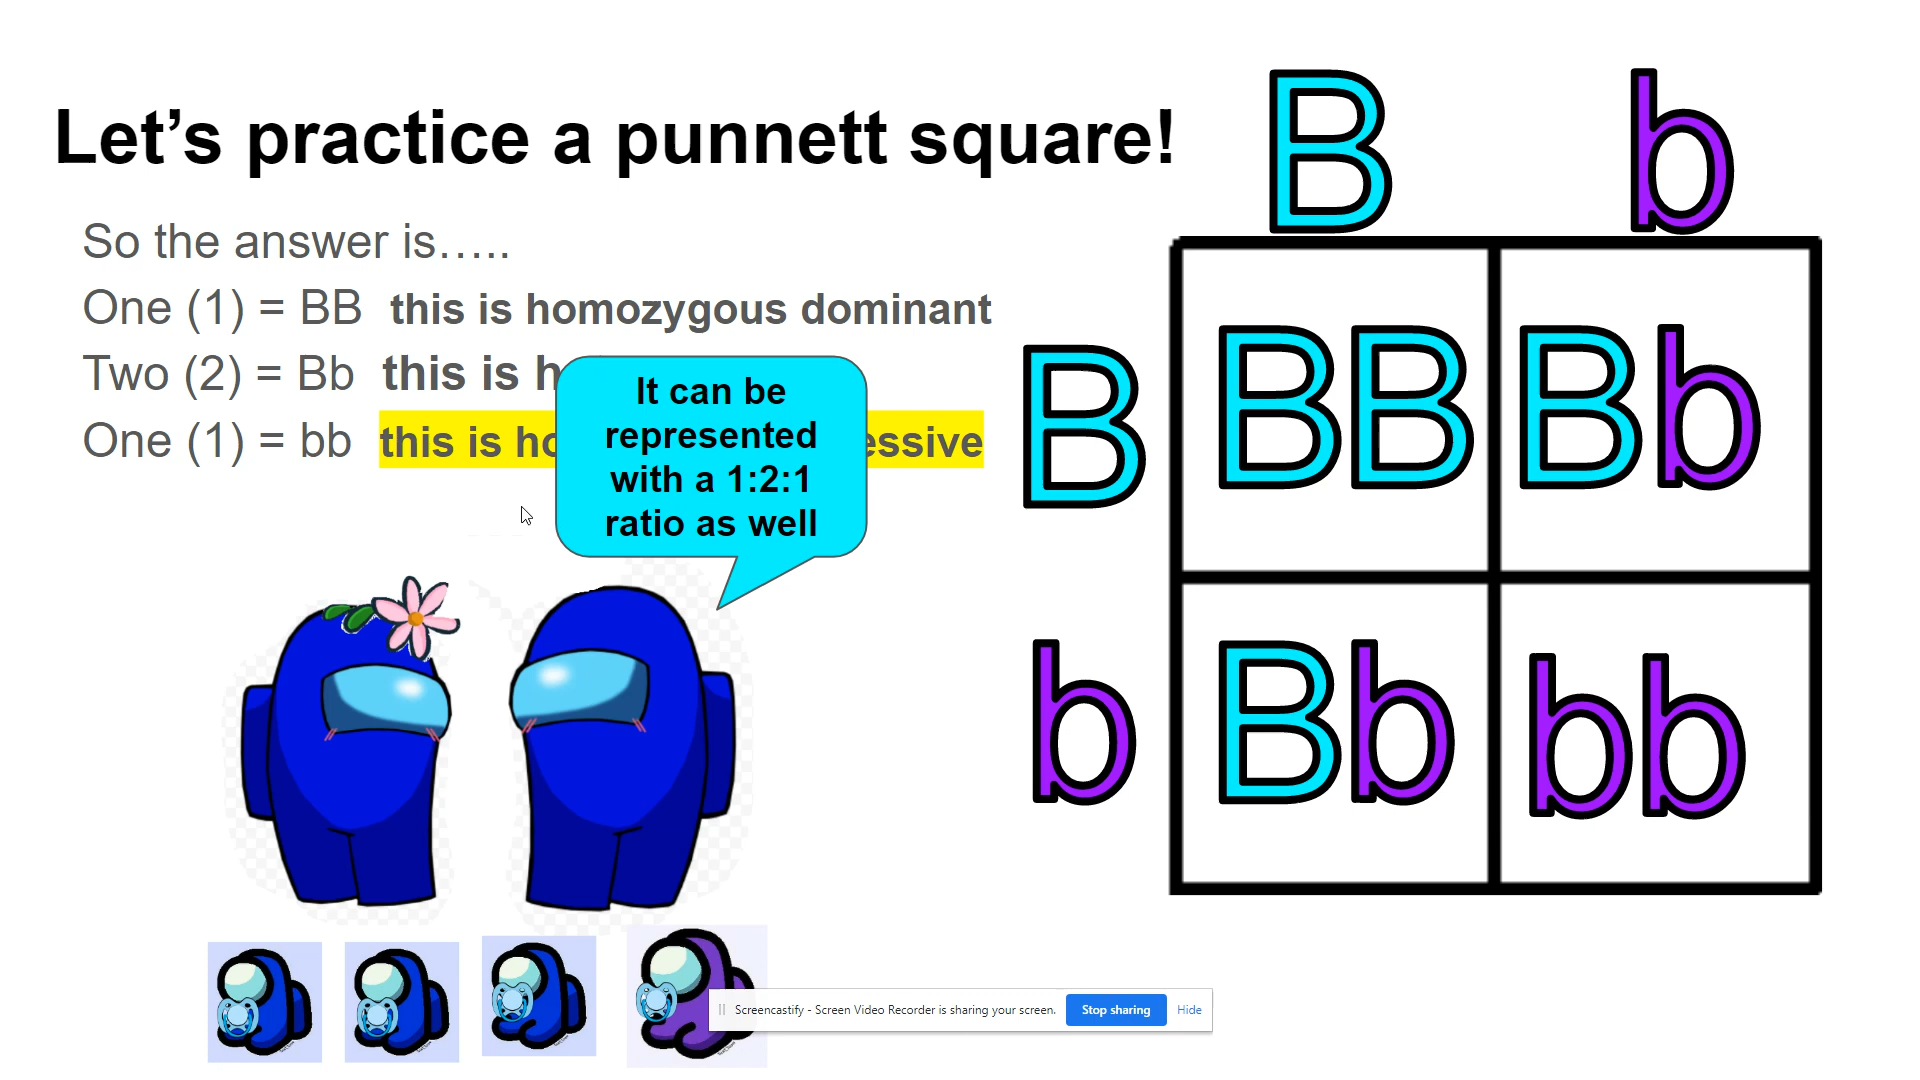 Let’s practice a punnett square!
So the answer is…..
One (1) = BB this is homozygous dominant
Two (2) = Bb this is h
One (1) = bb this is ho essive
It can be
represented
with a 1:2:1
ratio as well
B b
B BB Bb
b Bb bb
Screencastify - Screen Video Recorder is sharing your screen. Stop sharing Hide